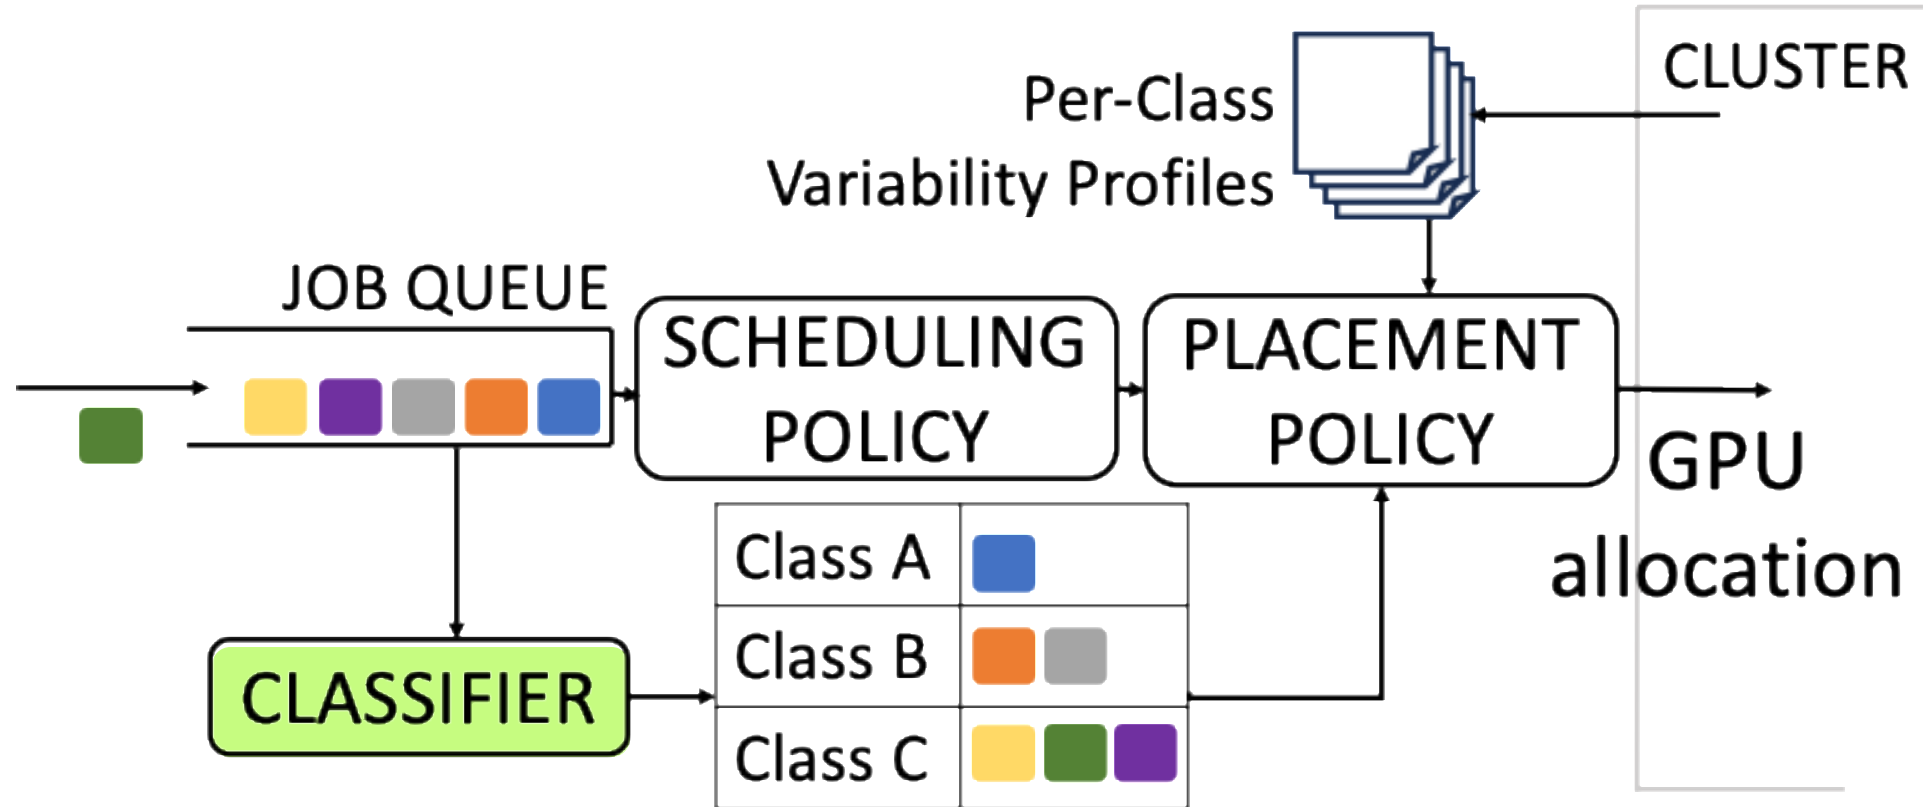 CLUSTER
Per-Class
Variability Profiles
JOB QUEUE
SCHEDULING
POLICY
PLACEMENT
POLICY
GPU
allocation
CLASSIFIER
Class A
Class B
Class C